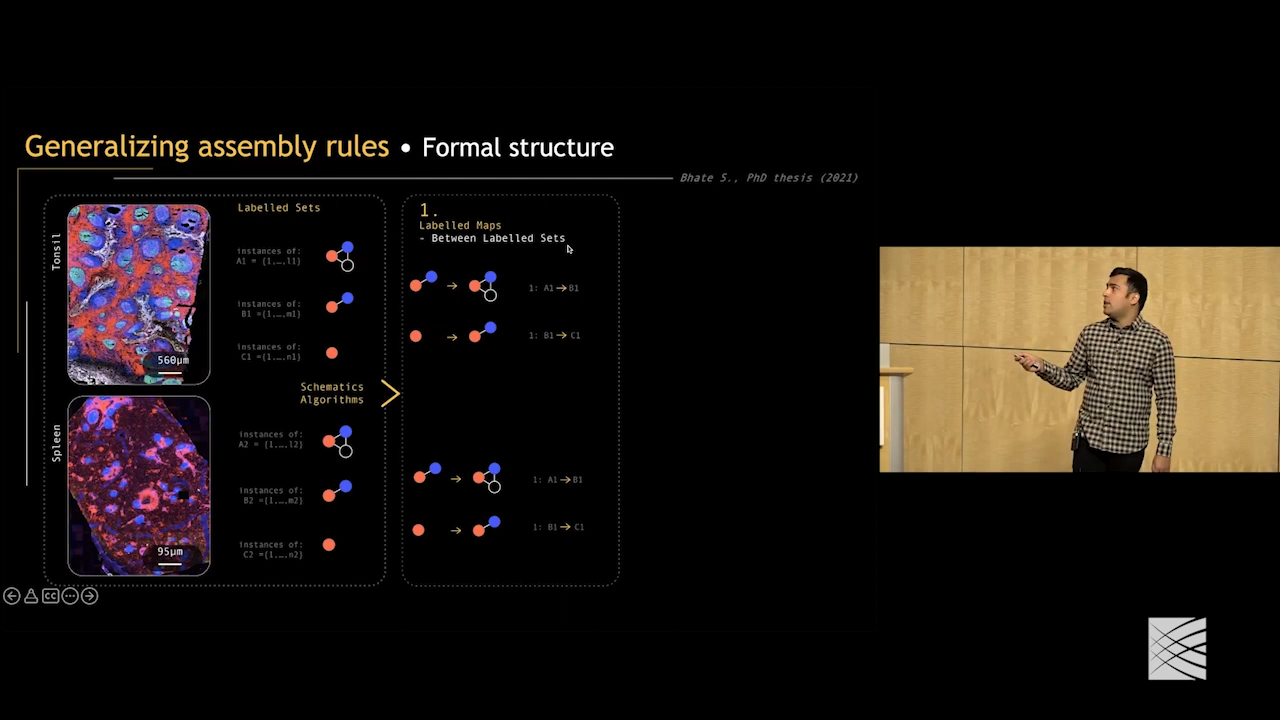 Generalizing assembly rules • Formal structure
Bhate S., PhD thesis (2021)
Tonsil
560µm
Labelled Sets
instances of:
A1 = {1,…,l1}
instances of:
B1 ={1,…,m1}
instances of:
C1 ={1,…,n1}
Schematics
Algorithms
Spleen
95µm
instances of:
A2 = {1,…,l2}
instances of:
B2 ={1,…,m2}
instances of:
C2 ={1,…,n2}
1.
Labelled Maps
- Between Labelled Sets
1: A1→B1
1: B1→C1
1: A1→B1
1: B1→C1
CC